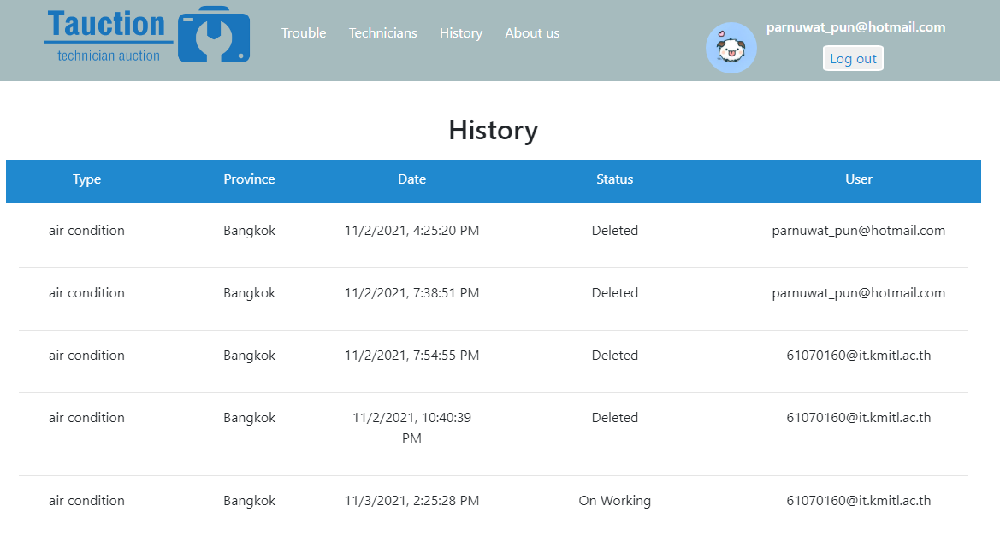 Tauction
technician auction
Trouble Technicians History About us
parnuwat_pun@hotmail.com
Log out
History
Type Province Date Status User
air condition Bangkok 11/2/2021, 4:25:20 PM Deleted parnuwat_pun@hotmail.com
air condition Bangkok 11/2/2021, 7:38:51 PM Deleted parnuwat_pun@hotmail.com
air condition Bangkok 11/2/2021, 7:54:55 PM Deleted 61070160@it.kmitl.ac.th
air condition Bangkok 11/2/2021, 10:40:39 Deleted 61070160@it.kmitl.ac.th
PM
air condition Bangkok 11/3/2021, 2:25:28 PM On Working 61070160@it.kmitl.ac.th